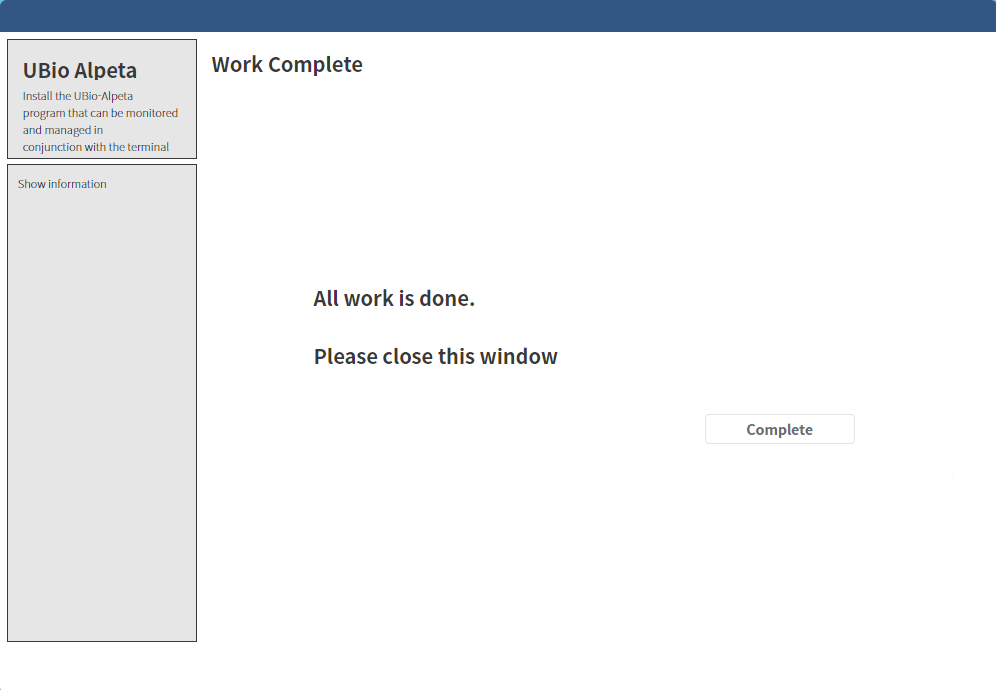 UBio Alpeta
Install the UBio-Alpeta
program that can be monitored
and managed in
conjunction with the terminal
Show information
Work Complete
All work is done.
Please close this window
Complete